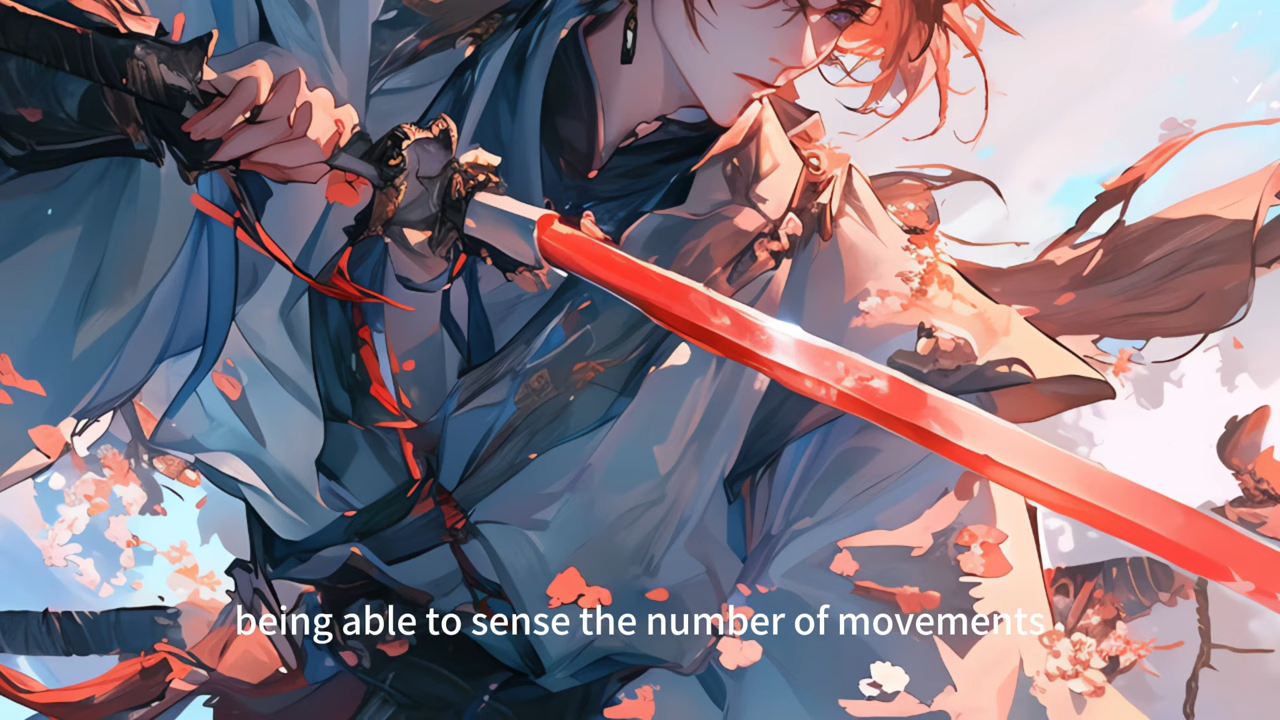 being able to sense the number of movements